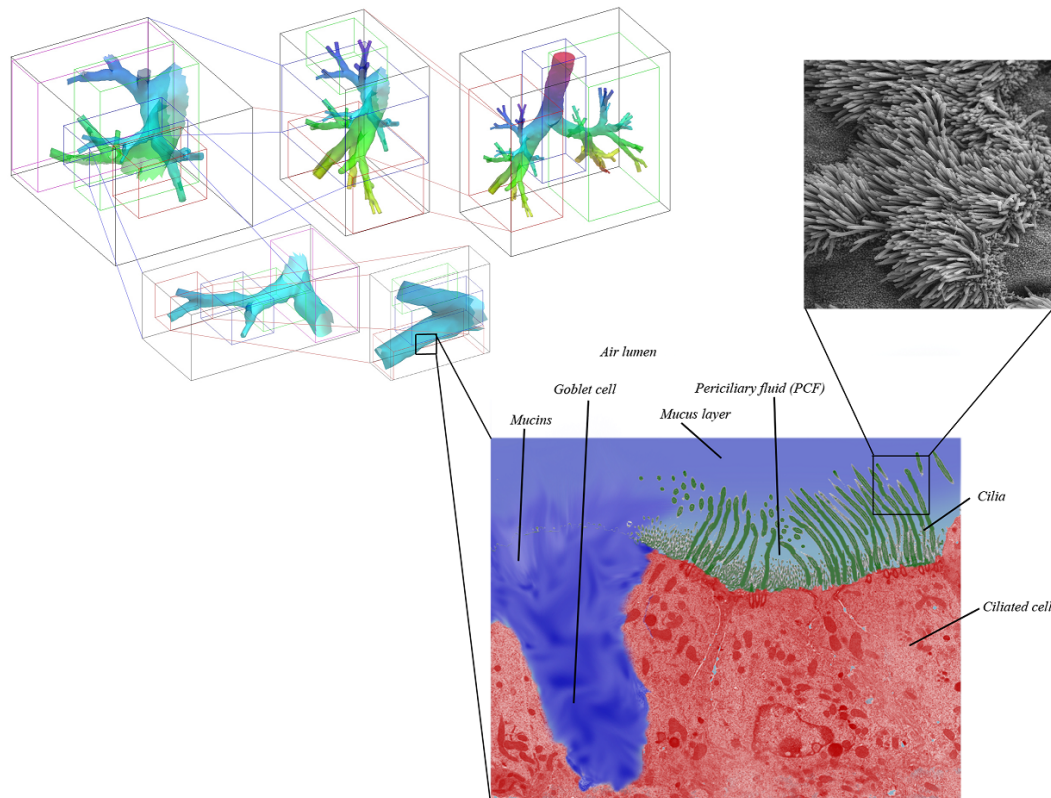 Air lumen
Goblet cell
Periciliary fluid (PCF)
Mucins
Mucus layer
Cilia
Ciliated cell